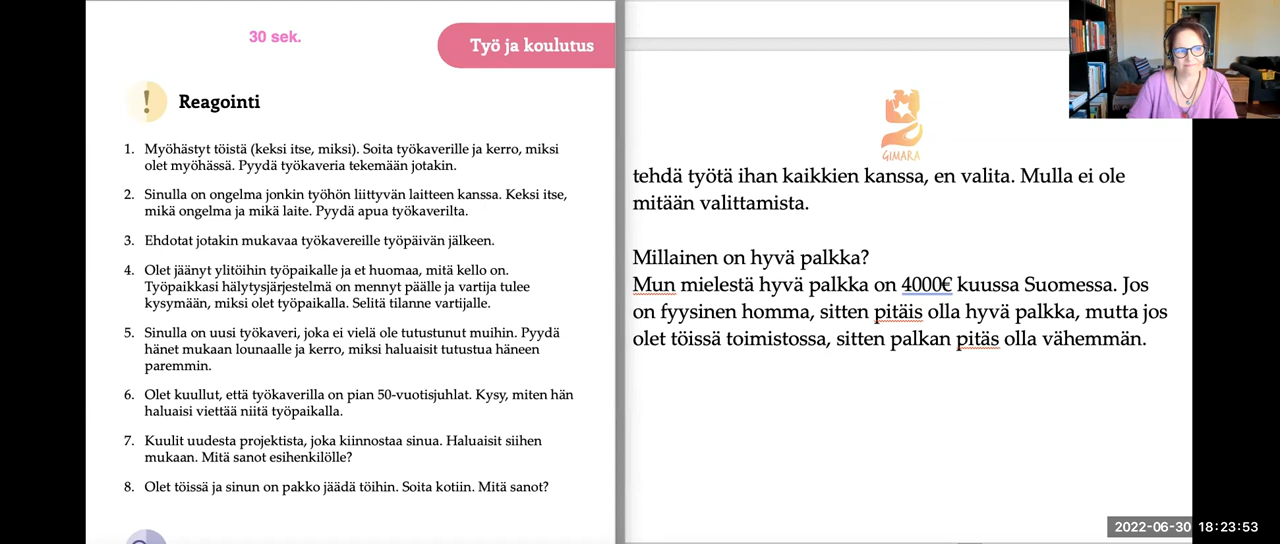 30 sek.
Työ ja koulutus
!
Reagointi
1. Myöhästyt töistä (keksi itse, miksi). Soita työkaverille ja kerro, miksi
olet myöhässä. Pyydä työkaveria tekemään jotakin.
2. Sinulla on ongelma jonkin työhön liittyvän laitteen kanssa. Keksi itse,
mikä ongelma ja mikä laite. Pyydä apua työkaverilta.
3. Ehdotat jotakin mukavaa työkavereille työpäivän jälkeen.
4. Olet jäänyt ylitöihin työpaikalle ja et huomaa, mitä kello on.
Työpaikkasi hälytysjärjestelmä on mennyt päälle ja vartija tulee
kysymään, miksi olet työpaikalla. Selitä tilanne vartijalle.
5. Sinulla on uusi työkaveri, joka ei vielä ole tutustunut muihin. Pyydä
hänet mukaan lounaalle ja kerro, miksi haluaisit tutustua häneen
paremmin.
6. Olet kuullut, että työkaverilla on pian 50-vuotisjuhlat. Kysy, miten hän
haluaisi viettää niitä työpaikalla.
7. Kuulit uudesta projektista, joka kiinnostaa sinua. Haluaisit siihen
mukaan. Mitä sanot esihenkilölle?
8. Olet töissä ja sinun on pakko jäädä töihin. Soita kotiin. Mitä sanot?
GIMARA
tehdä työtä ihan kaikkien kanssa, en valita. Mulla ei ole
mitään valittamista.
Millainen on hyvä palkka?
Mun mielestä hyvä palkka on 4000€ kuussa Suomessa. Jos
on fyysinen homma, sitten pitäis olla hyvä palkka, mutta jos
olet töissä toimistossa, sitten palkan pitäs olla vähemmän.
2022-06-30 18:23:53